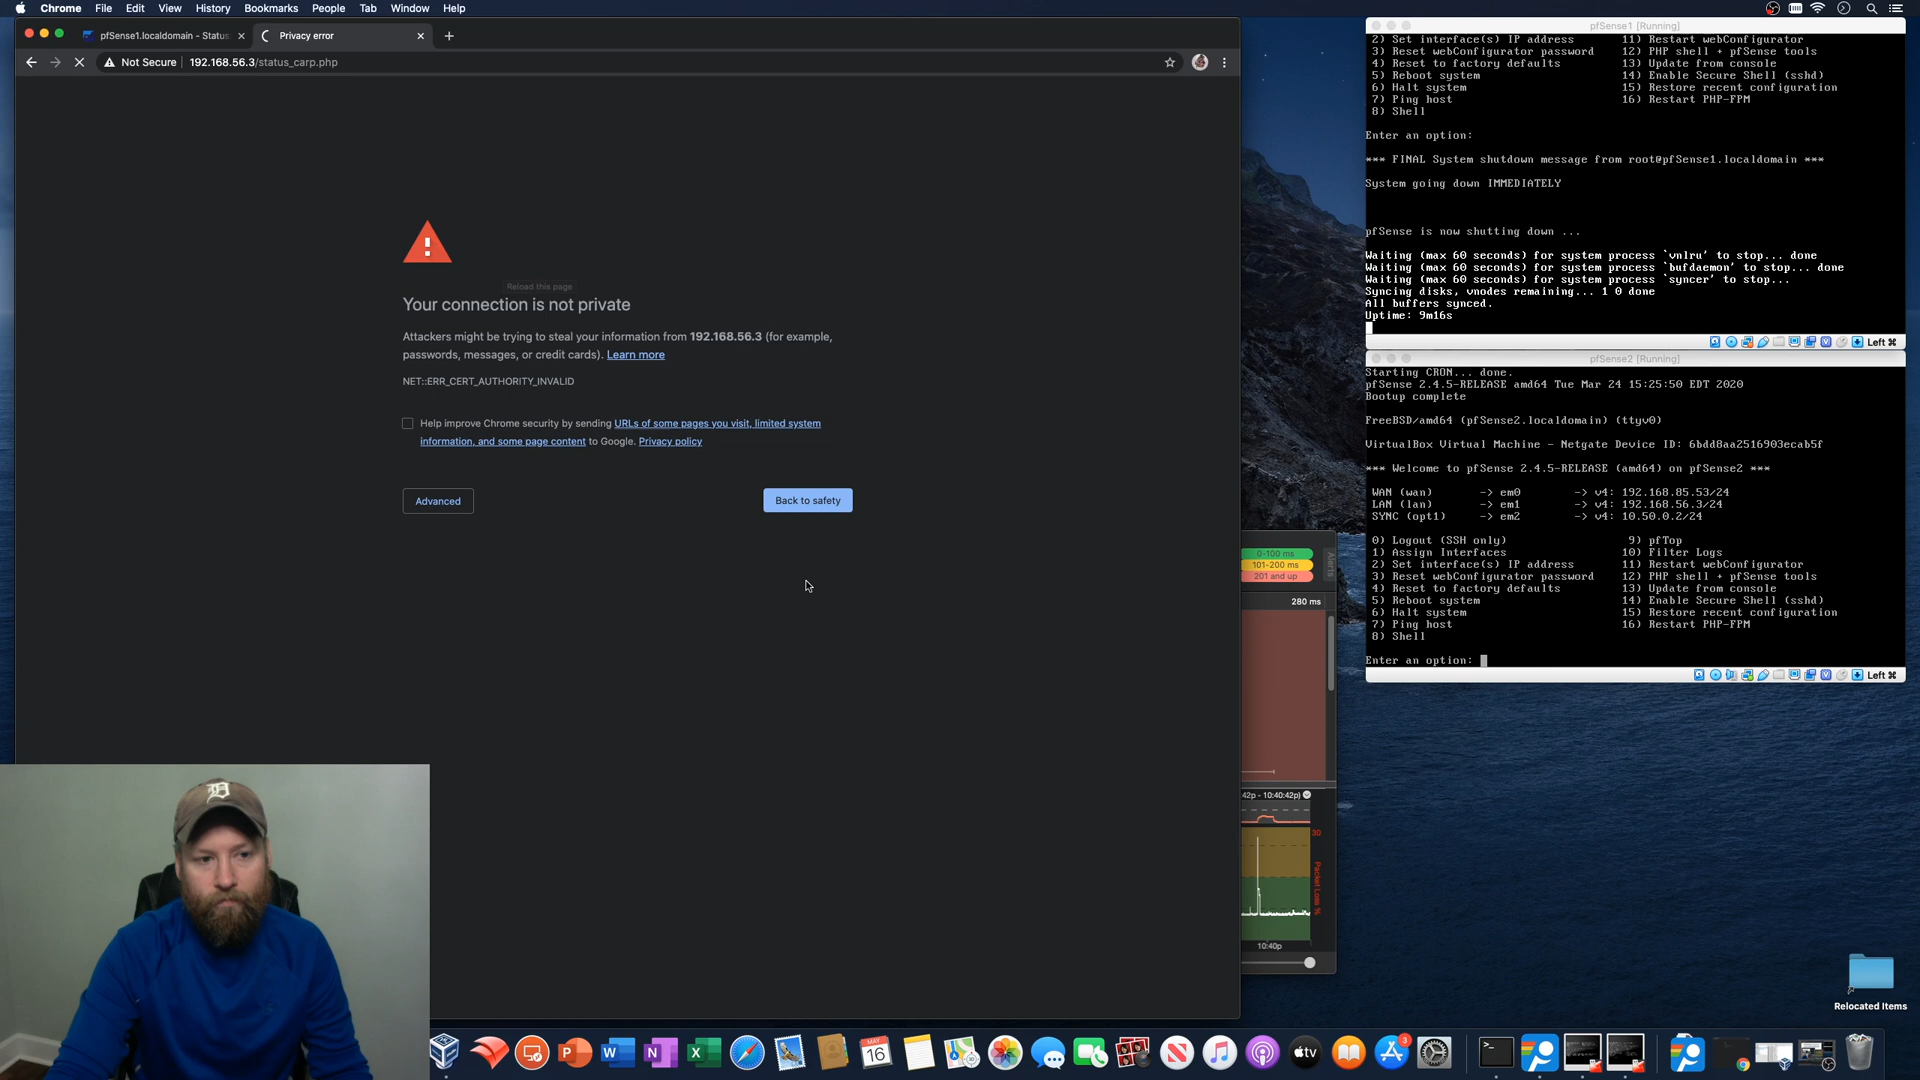 Chrome File Edit View History Bookmarks People Tab Window Help
pfSense1.localdomain - Status
Privacy error
Not Secure 192.168.56.3/status_carp.php
Reload this page
Your connection is not private
Attackers might be trying to steal your information from 192.168.56.3 (for example,
passwords, messages, or credit cards). Learn more
NET::ERR_CERT_AUTHORITY_INVALID
Help improve Chrome security by sending URLs of some pages you visit, limited system
information, and some page content to Google. Privacy policy
Advanced
Back to safety
pfSense1 [Running]
2) Set interface(s) IP address 11) Restart webConfigurator
3) Reset webConfigurator password 12) PHP shell + pfSense tools
4) Reset to factory defaults 13) Update from console
5) Reboot system 14) Enable Secure Shell (sshd)
6) Halt system 15) Restore recent configuration
7) Ping host 16) Restart PHP-FPM
8) Shell
Enter an option:
*** FINAL System shutdown message from root@pfSense1.localdomain ***
System going down IMMEDIATELY
pfSense is now shutting down ...
Waiting (max 60 seconds) for system process `vnlru' to stop... done
Waiting (max 60 seconds) for system process `bufdaemon' to stop... done
Waiting (max 60 seconds) for system process `syncer' to stop...
Syncing disks, vnodes remaining... 1 0 done
All buffers synced.
Uptime: 9m16s
Left ⌘
pfSense2 [Running]
Starting CRON... done.
pfSense 2.4.5-RELEASE amd64 Tue Mar 24 15:25:50 EDT 2020
Bootup complete
FreeBSD/amd64 (pfSense2.localdomain) (ttyv0)
VirtualBox Virtual Machine - Netgate Device ID: 6bdd8aa2516903ecab5f
*** Welcome to pfSense 2.4.5-RELEASE (amd64) on pfSense2 ***
WAN (wan) -> em0 -> v4: 192.168.85.53/24
LAN (lan) -> em1 -> v4: 192.168.56.3/24
SYNC (opt1) -> em2 -> v4: 10.50.0.2/24
0) Logout (SSH only) 9) pfTop
1) Assign Interfaces 10) Filter Logs
2) Set interface(s) IP address 11) Restart webConfigurator
3) Reset webConfigurator password 12) PHP shell + pfSense tools
4) Reset to factory defaults 13) Update from console
5) Reboot system 14) Enable Secure Shell (sshd)
6) Halt system 15) Restore recent configuration
7) Ping host 16) Restart PHP-FPM
8) Shell
Enter an option:
Left ⌘
0-100 ms
101-200 ms
201 and up
Alerts
280 ms
42p - 10:40:42p)
30
Packet Loss %
10:40p
Relocated Items
MAY
16
tv
3